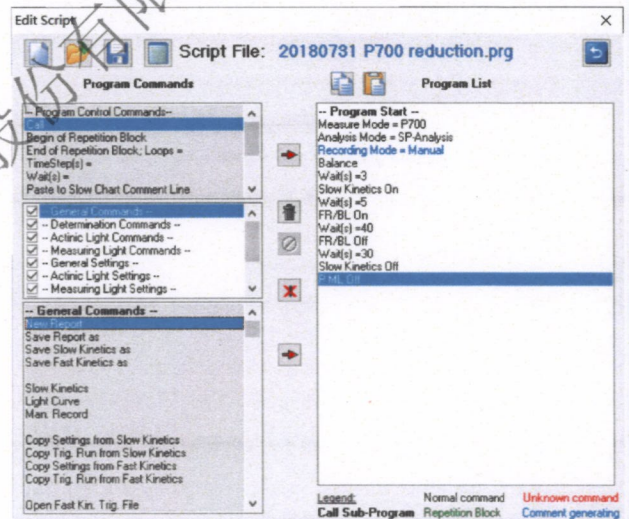 Edit Script
Script File: 20180731 P700 reduction.prg
Program Commands
-- Program Control Commands--
Call
Begin of Repetition Block
End of Repetition Block; Loops =
TimeStep(s) =
Wait(s) =
Paste to Slow Chart Comment Line
-- General Commands --
-- Determination Commands --
-- Actinic Light Commands --
-- Measuring Light Commands --
-- General Settings --
-- Actinic Light Settings --
-- Measuring Light Settings --
-- General Commands --
New Report
Save Report as
Save Slow Kinetics as
Save Fast Kinetics as
Slow Kinetics
Light Curve
Man. Record
Copy Settings from Slow Kinetics
Copy Trig. Run from Slow Kinetics
Copy Settings from Fast Kinetics
Copy Trig. Run from Fast Kinetics
Open Fast Kin. Trig. File
Program List
-- Program Start --
Measure Mode = P700
Analysis Mode = SP-Analysis
Recording Mode = Manual
Balance
Wait(s) =3
Slow Kinetics On
Wait(s) =5
FR/BL On
Wait(s) =40
FR/BL Off
Wait(s) =30
Slow Kinetics Off
P ML Off
Legend: Normal command Unknown command
Call Sub-Program Repetition Block Comment generating
股份有限